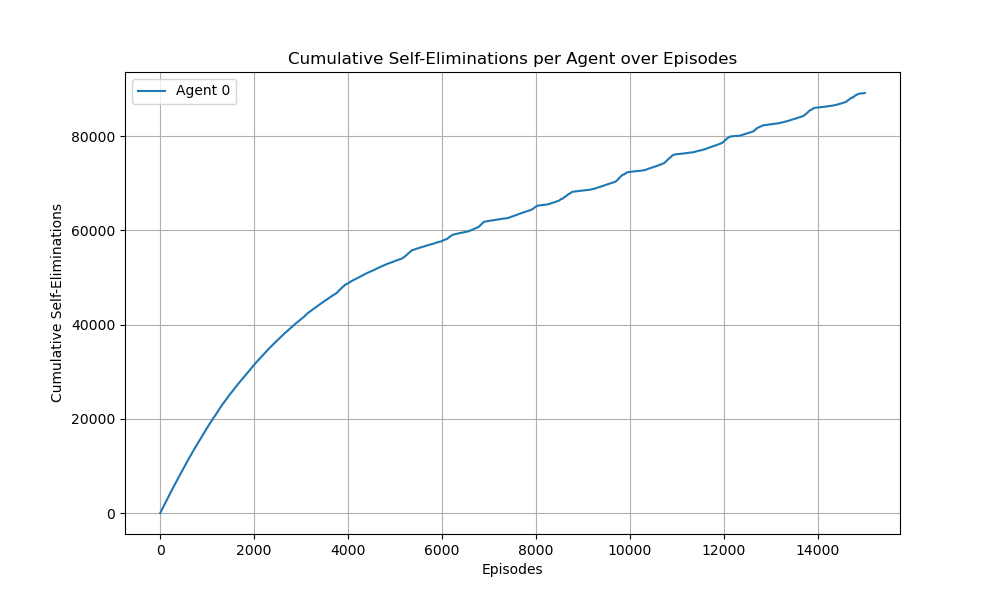 Cumulative Self-Eliminations per Agent over Episodes
Agent 0
Cumulative Self-Eliminations
80000
60000
40000
20000
0
0 2000 4000 6000 8000 10000 12000 14000
Episodes